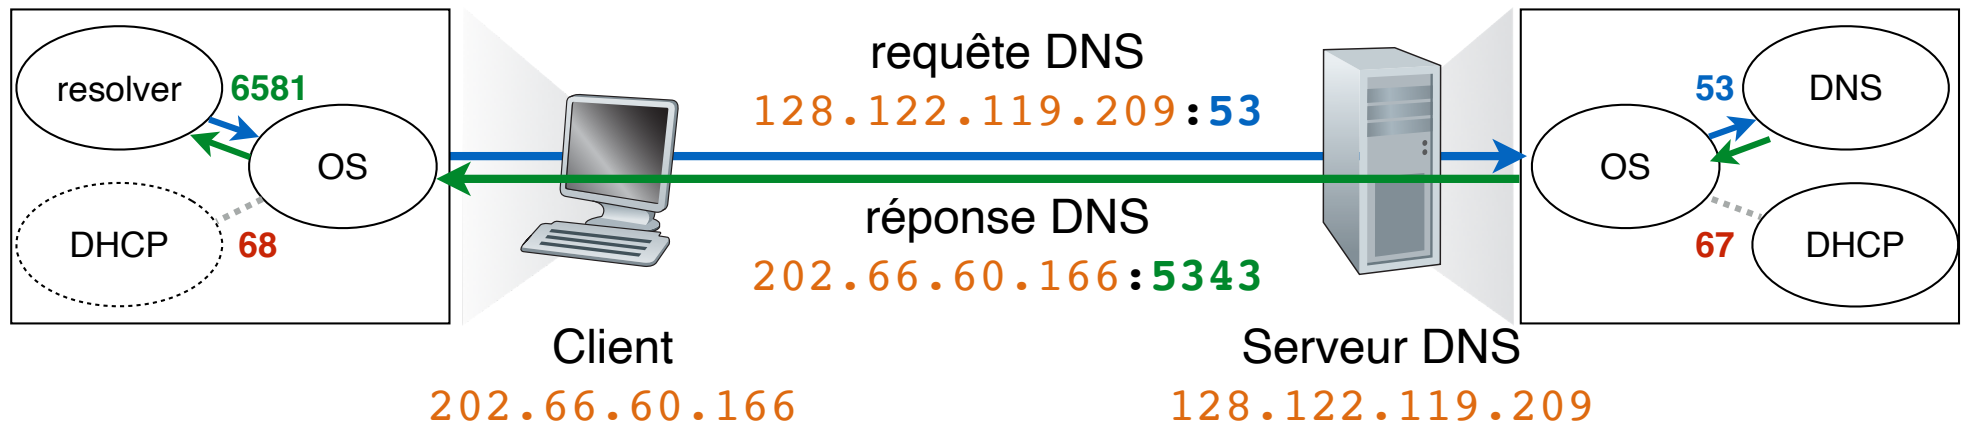 resolver
6581
OS
DHCP
68
requête DNS
128.122.119.209:53
réponse DNS
202.66.60.166:5343
53
DNS
OS
67
DHCP
Client
202.66.60.166
Serveur DNS
128.122.119.209